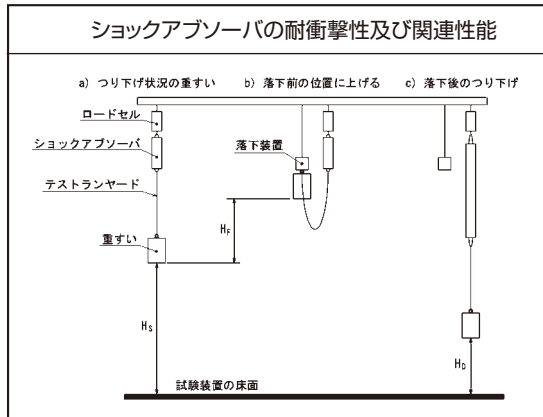 ショックアブソーバの耐衝撃性及び関連性能
a) つり下げ状況の重すい b) 落下前の位置に上げる c) 落下後のつり下げ
ロードセル
ショックアブソーバ
落下装置
テストランヤード
HF
重すい
HS
HD
試験装置の床面